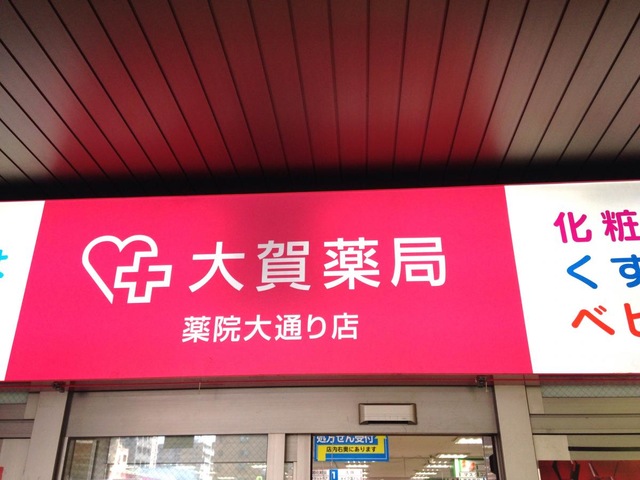 大賀薬局
薬院大通り店
化粧
くす
ベビ
処方せん受付
店内右奥にあります